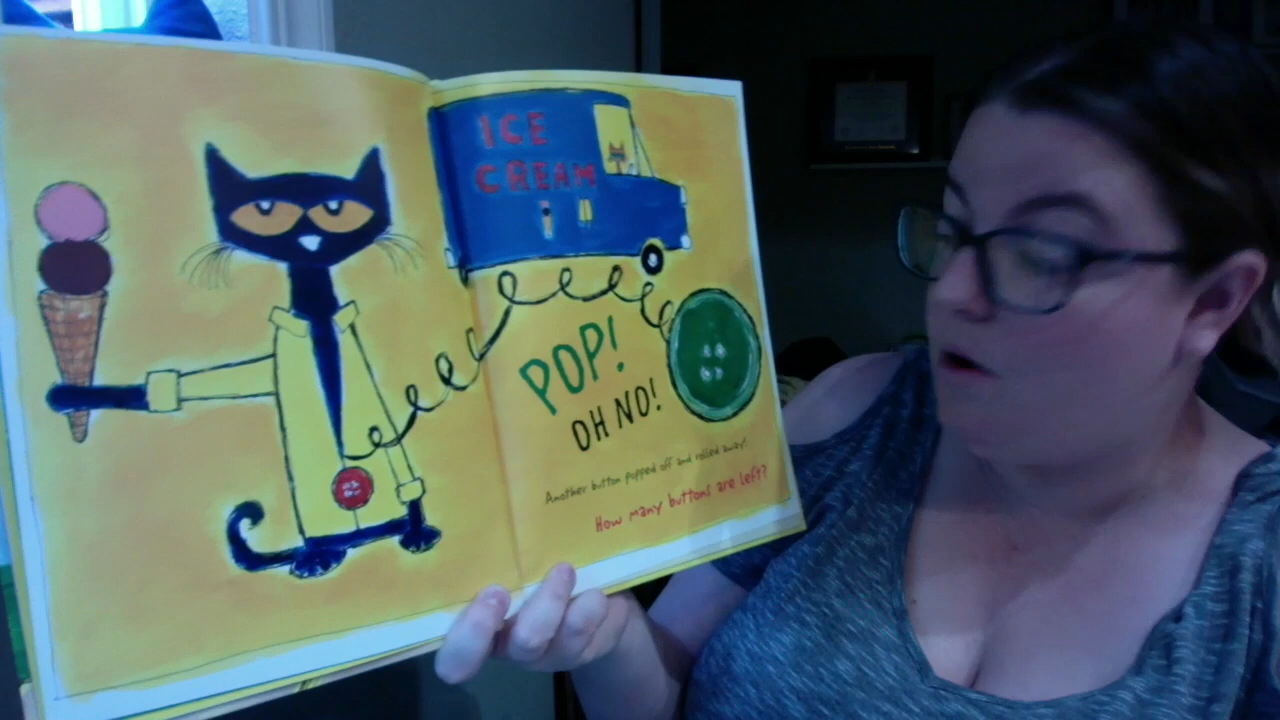 ICE
CREAM
POP!
OH NO!
Another button popped off and rolled away!
How many buttons are left?